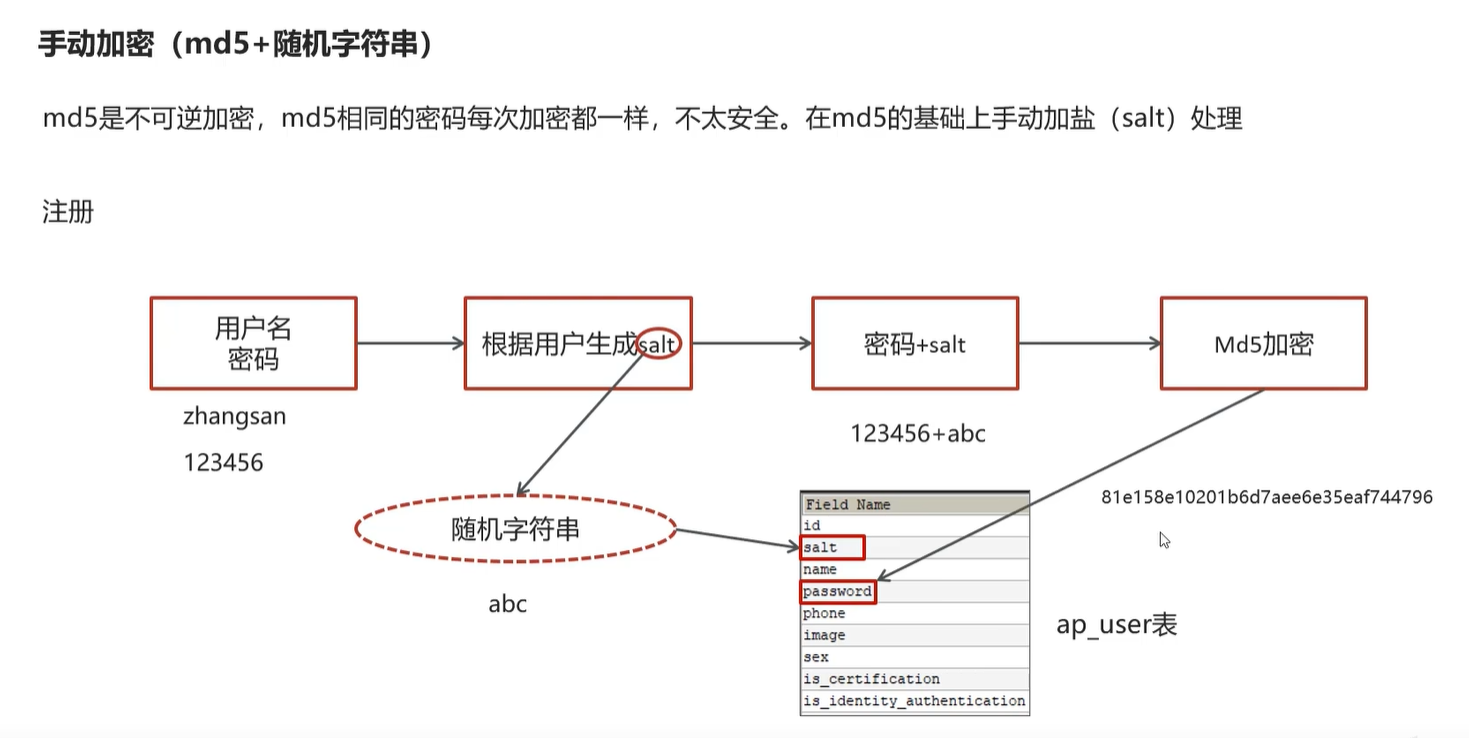 手动加密（md5+随机字符串）
md5是不可逆加密，md5相同的密码每次加密都一样，不太安全。在md5的基础上手动加盐（salt）处理
注册
用户名
密码
根据用户生成salt
密码+salt
Md5加密
zhangsan
123456
123456+abc
随机字符串
abc
81e158e10201b6d7aee6e35eaf744796
Field Name
id
salt
name
password
phone
image
sex
is_certification
is_identity_authentication
ap_user表